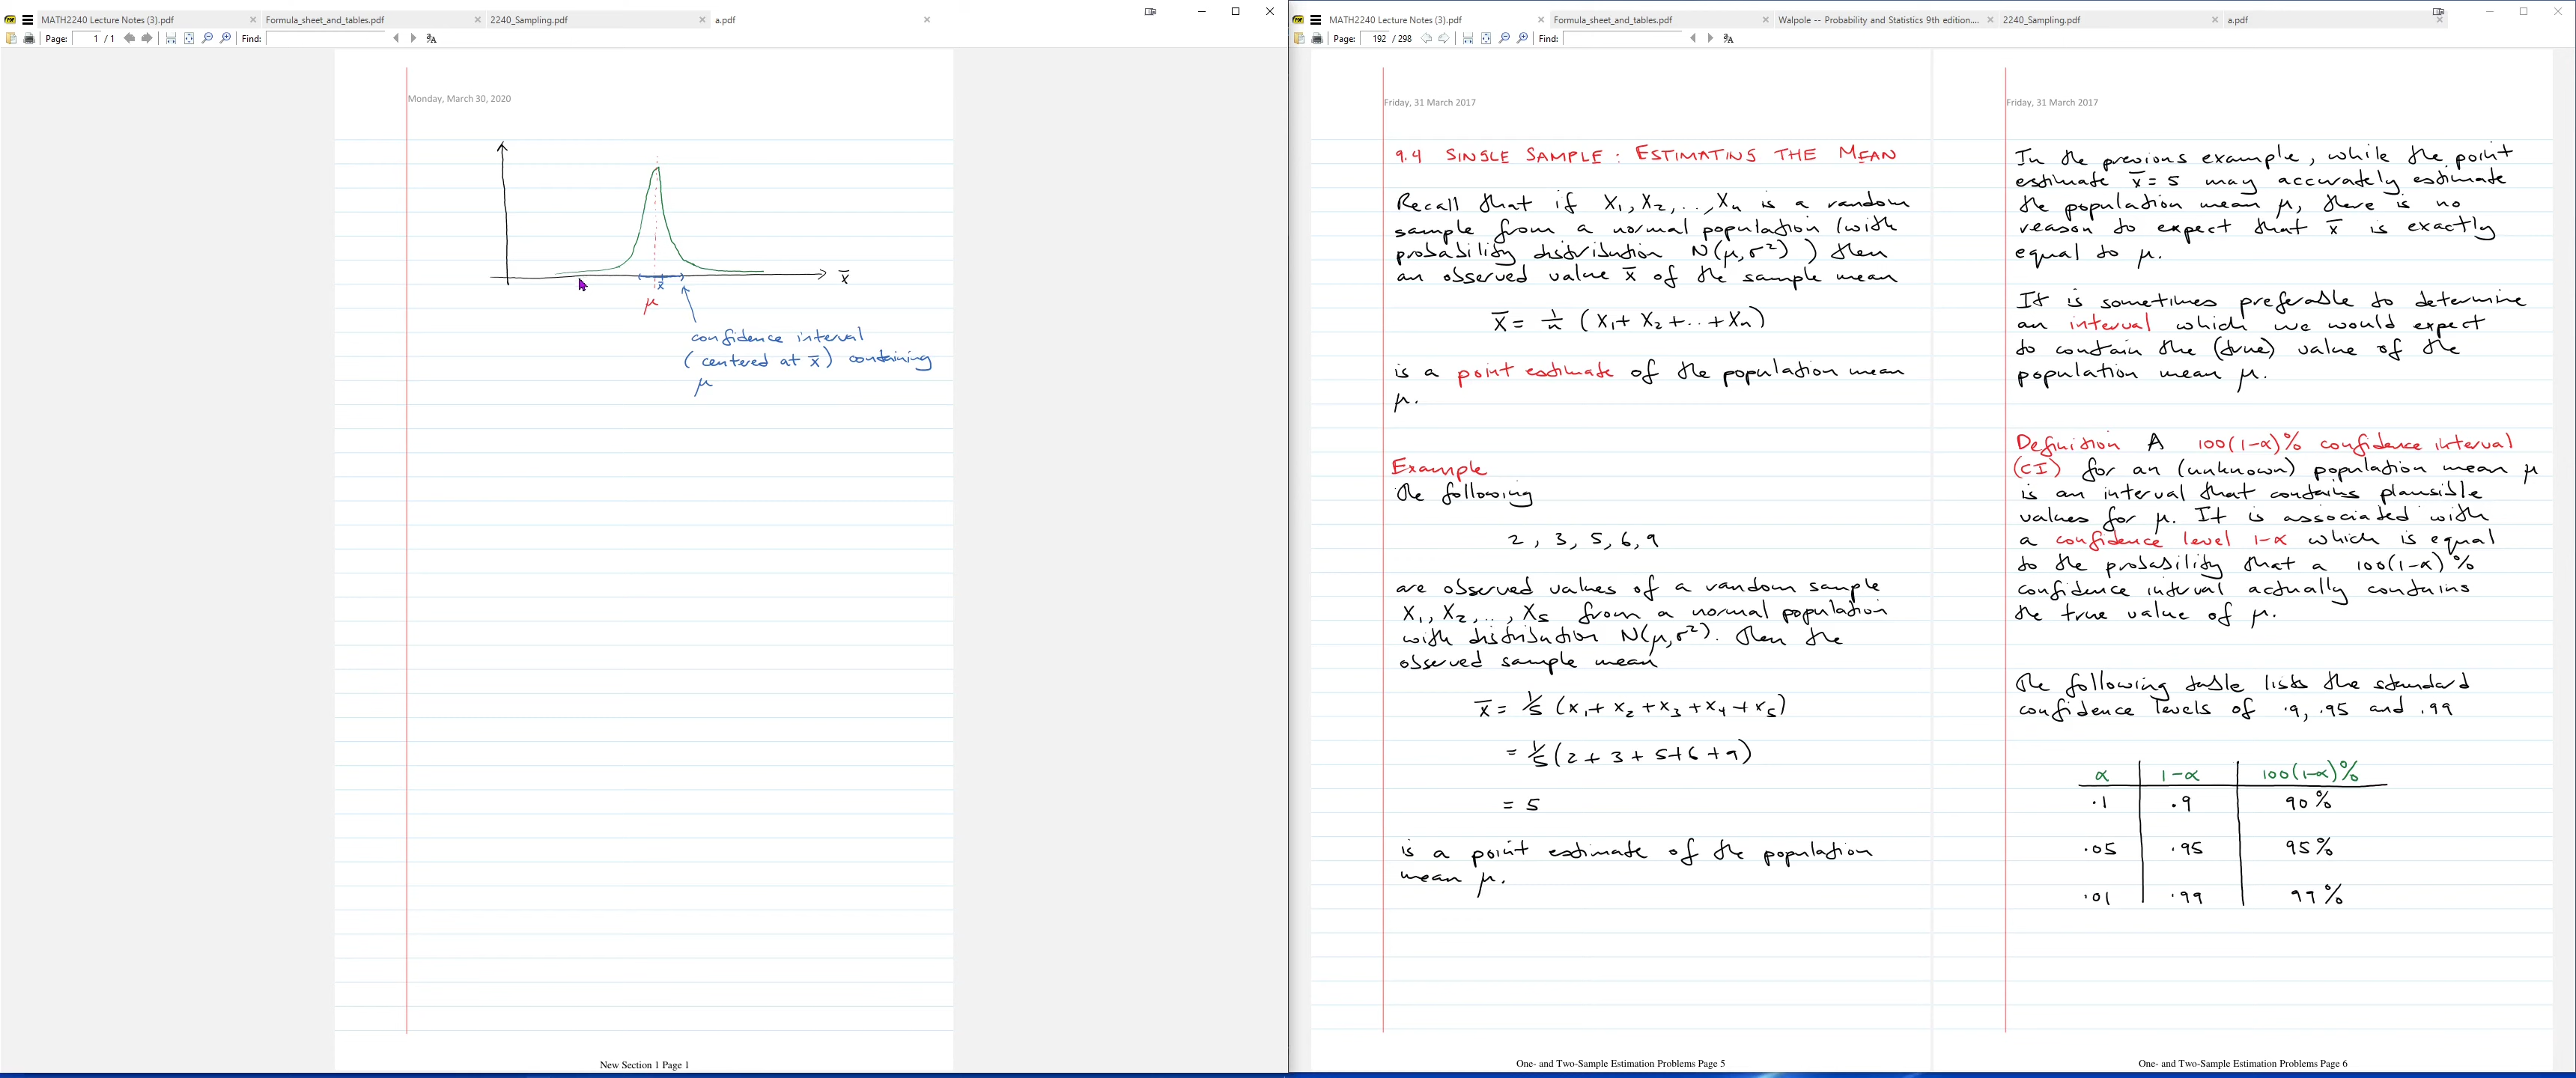 MATH2240 Lecture Notes (3).pdf
Formula_sheet_and_tables.pdf
2240_Sampling.pdf
a.pdf
Page: 1 / 1
Find:
Monday, March 30, 2020
x̄
x̄
μ
confidence interval
(centered at x̄) containing
μ
New Section 1 Page 1
MATH2240 Lecture Notes (3).pdf
Formula_sheet_and_tables.pdf
Walpole -- Probability and Statistics 9th edition....
2240_Sampling.pdf
a.pdf
Page: 192 / 298
Find:
Friday, 31 March 2017
9.4 SINGLE SAMPLE: ESTIMATING THE MEAN
Recall that if X₁, X₂, .., Xn is a random
sample from a normal population (with
probability distribution N(μ, σ²)) then
an observed value x̄ of the sample mean
X̄ = 1/n (X₁ + X₂ + .. + Xn)
is a point estimate of the population mean
μ.
Example
The following
2, 3, 5, 6, 9
are observed values of a random sample
X₁, X₂, .., X₅ from a normal population
with distribution N(μ, σ²). Then the
observed sample mean
x̄ = 1/5 (x₁ + x₂ + x₃ + x₄ + x₅)
= 1/5 (2 + 3 + 5 + 6 + 9)
= 5
is a point estimate of the population
mean μ.
One- and Two-Sample Estimation Problems Page 5
Friday, 31 March 2017
In the previous example, while the point
estimate x̄ = 5 may accurately estimate
the population mean μ, there is no
reason to expect that x̄ is exactly
equal to μ.
It is sometimes preferable to determine
an interval which we would expect
to contain the (true) value of the
population mean μ.
Definition A 100(1-α)% confidence interval
(CI) for an (unknown) population mean μ
is an interval that contains plausible
values for μ. It is associated with
a confidence level 1-α which is equal
to the probability that a 100(1-α)%
confidence interval actually contains
the true value of μ.
The following table lists the standard
confidence levels of .9, .95 and .99
α 1-α 100(1-α)%
.1 .9 90%
.05 .95 95%
.01 .99 99%
One- and Two-Sample Estimation Problems Page 6